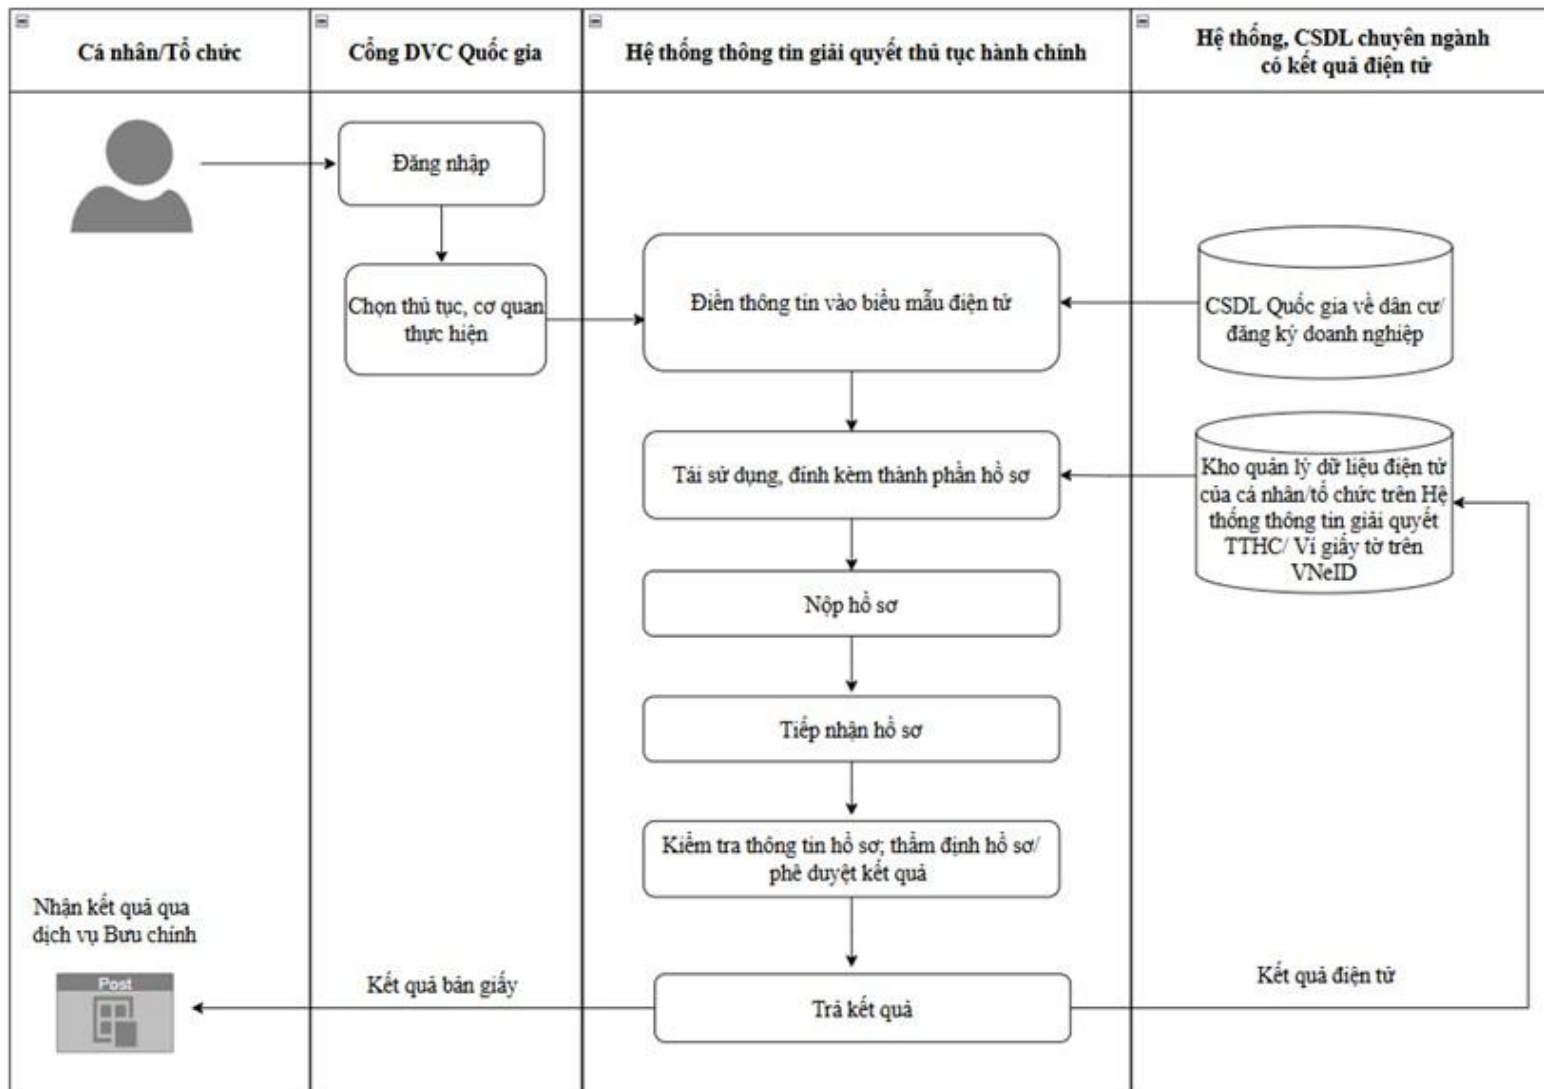 Cá nhân/Tổ chức
Cổng DVC Quốc gia
Hệ thống thông tin giải quyết thủ tục hành chính
Hệ thống, CSDL chuyên ngành
có kết quả điện tử
Đăng nhập
Chọn thủ tục, cơ quan
thực hiện
Điền thông tin vào biểu mẫu điện tử
CSDL Quốc gia về dân cư/
đăng ký doanh nghiệp
Tái sử dụng, đính kèm thành phần hồ sơ
Kho quản lý dữ liệu điện tử
của cá nhân/tổ chức trên Hệ
thống thông tin giải quyết
TTHC/ Ví giấy tờ trên
VNeID
Nộp hồ sơ
Tiếp nhận hồ sơ
Kiểm tra thông tin hồ sơ; thẩm định hồ sơ/
phê duyệt kết quả
Nhận kết quả qua
dịch vụ Bưu chính
Post
Kết quả bản giấy
Trả kết quả
Kết quả điện tử